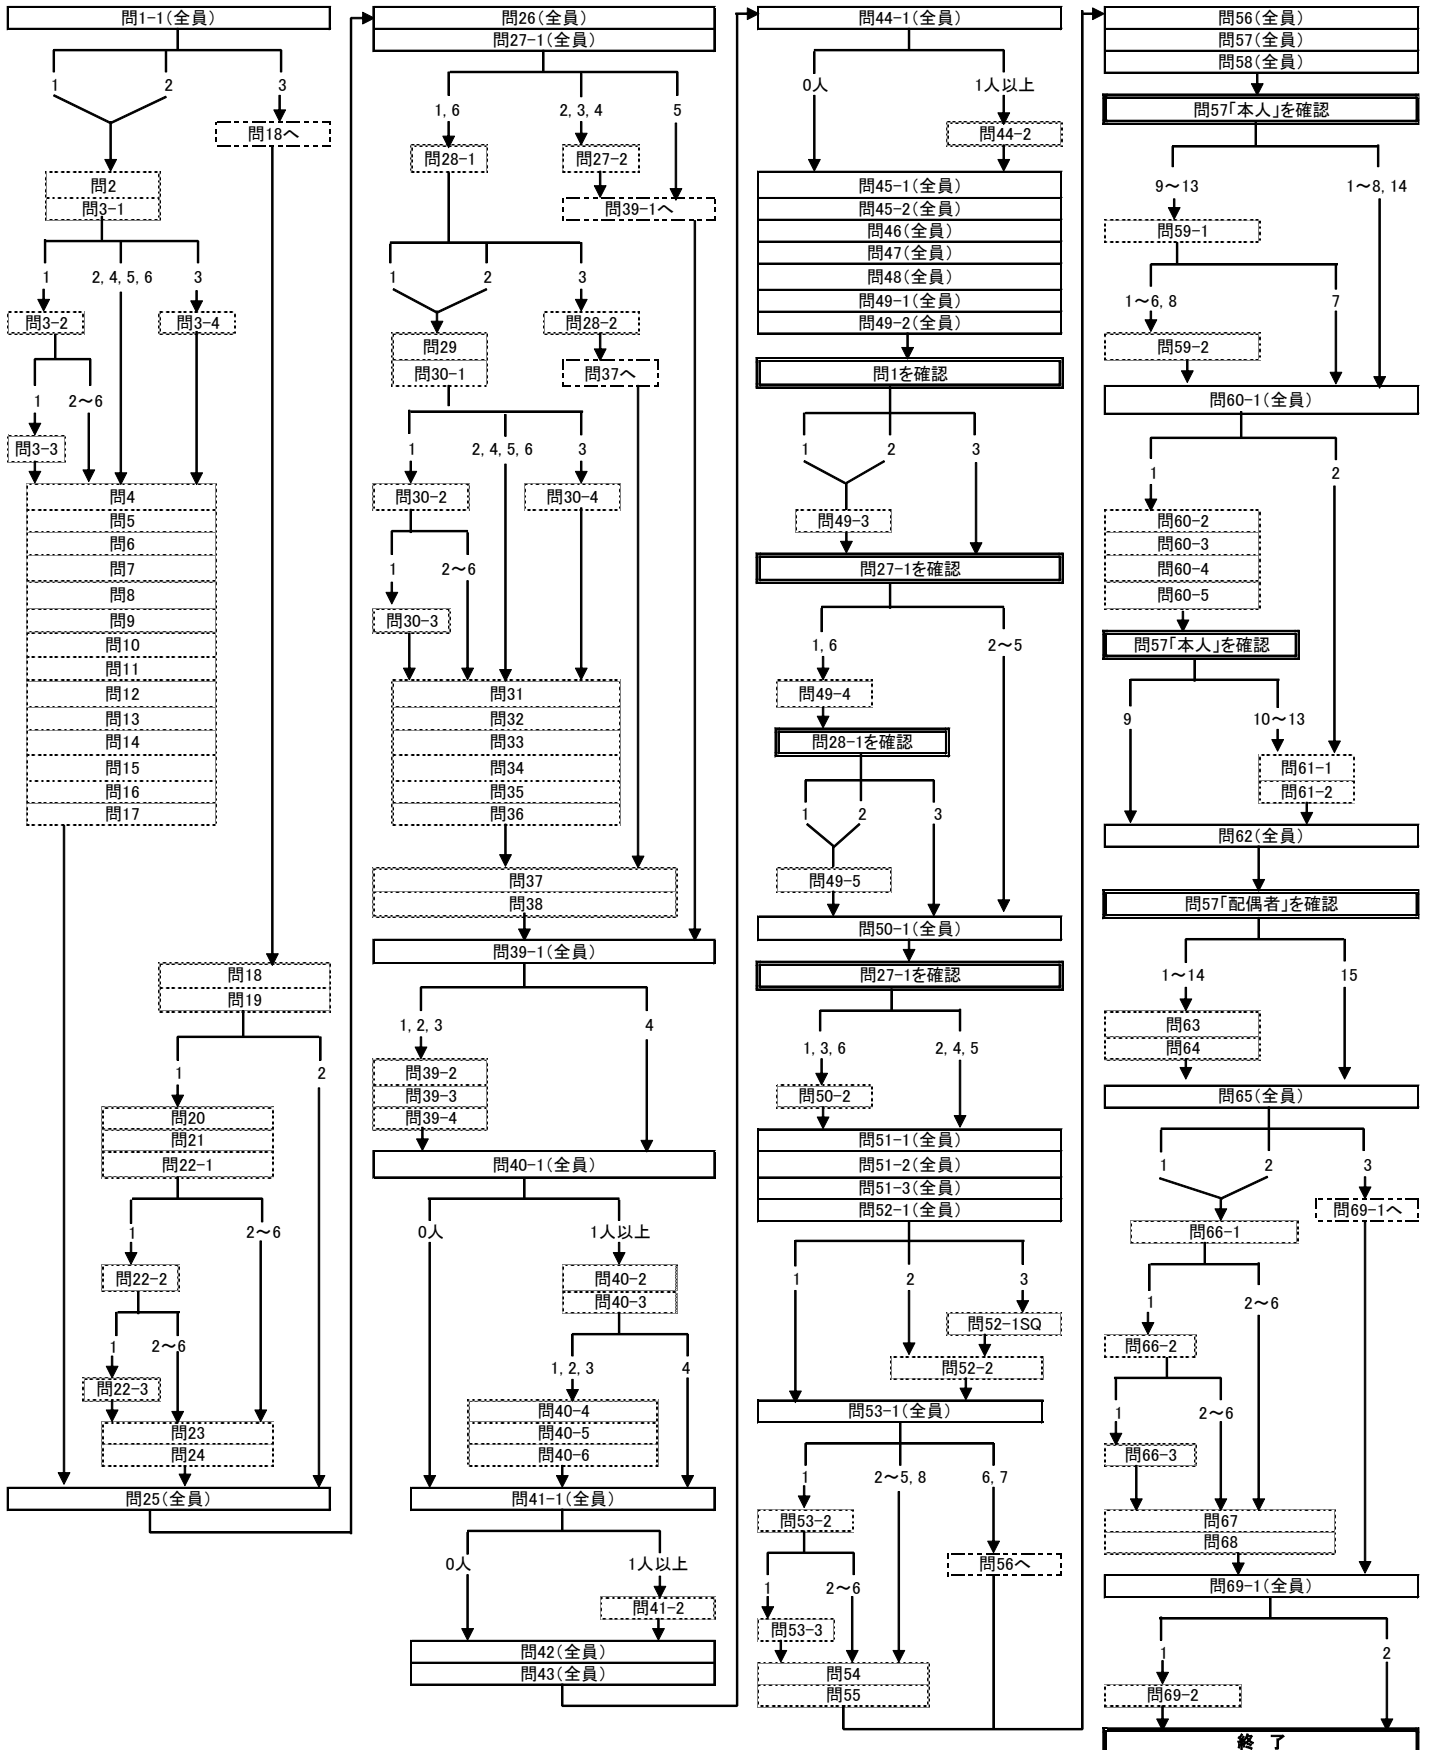 問1-1(全員)
1
2
3
問18へ
問2
問3-1
1
2, 4, 5, 6
3
問3-2
問3-4
1
2～6
問3-3
問4
問5
問6
問7
問8
問9
問10
問11
問12
問13
問14
問15
問16
問17
問18
問19
1
2
問20
問21
問22-1
1
2～6
問22-2
1
2～6
問22-3
問23
問24
問25(全員)
問26(全員)
問27-1(全員)
1, 6
2, 3, 4
5
問28-1
問27-2
問39-1へ
1
2
3
問28-2
問29
問30-1
問37へ
1
2, 4, 5, 6
3
問30-2
問30-4
1
2～6
問30-3
問31
問32
問33
問34
問35
問36
問37
問38
問39-1(全員)
1, 2, 3
4
問39-2
問39-3
問39-4
問40-1(全員)
0人
1人以上
問40-2
問40-3
1, 2, 3
4
問40-4
問40-5
問40-6
問41-1(全員)
0人
1人以上
問41-2
問42(全員)
問43(全員)
問44-1(全員)
0人
1人以上
問44-2
問45-1(全員)
問45-2(全員)
問46(全員)
問47(全員)
問48(全員)
問49-1(全員)
問49-2(全員)
問1を確認
1
2
3
問49-3
問27-1を確認
1, 6
2～5
問49-4
問28-1を確認
1
2
3
問49-5
問50-1(全員)
問27-1を確認
1, 3, 6
2, 4, 5
問50-2
問51-1(全員)
問51-2(全員)
問51-3(全員)
問52-1(全員)
1
2
3
問52-1SQ
問52-2
問53-1(全員)
1
2～5, 8
6, 7
問53-2
問56へ
1
2～6
問53-3
問54
問55
問56(全員)
問57(全員)
問58(全員)
問57「本人」を確認
9～13
1～8, 14
問59-1
1～6, 8
7
問59-2
問60-1(全員)
1
2
問60-2
問60-3
問60-4
問60-5
問57「本人」を確認
9
10～13
問61-1
問61-2
問62(全員)
問57「配偶者」を確認
1～14
15
問63
問64
問65(全員)
1
2
3
問69-1へ
問66-1
1
2～6
問66-2
1
2～6
問66-3
問67
問68
問69-1(全員)
1
2
問69-2
終 了